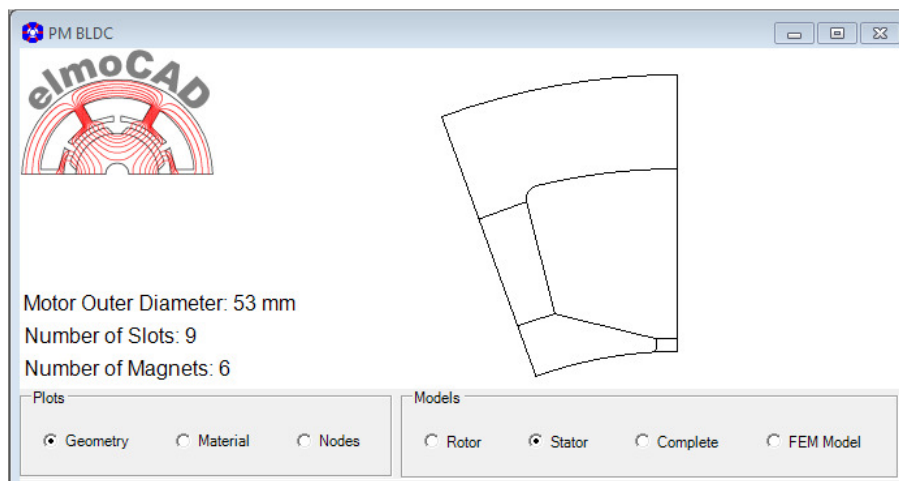 PM BLDC
elmoCAD
Motor Outer Diameter: 53 mm
Number of Slots: 9
Number of Magnets: 6
Plots
Geometry Material Nodes
Models
Rotor Stator Complete FEM Model